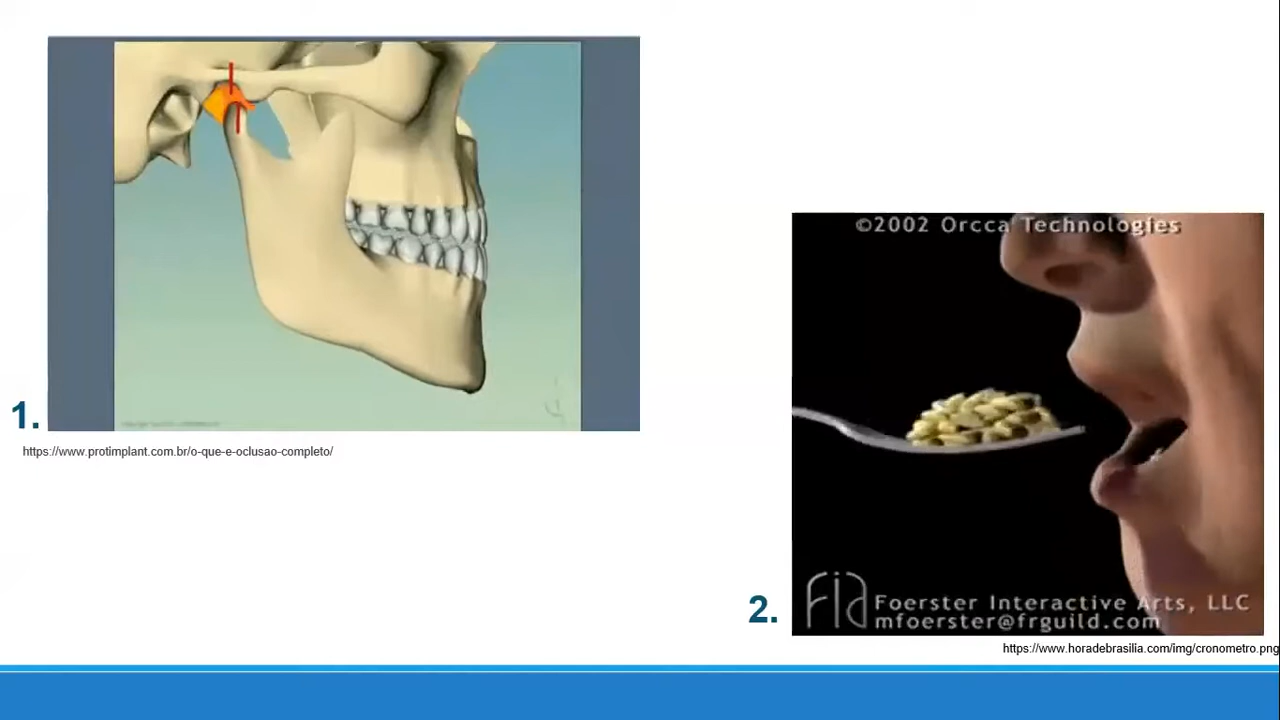 1.
https://www.protimplant.com.br/o-que-e-oclusao-completo/
©2002 Orcca Technologies
2.
FIA
Foerster Interactive Arts, LLC
mfoerster@frguild.com
https://www.horadebrasilia.com/img/cronometro.png